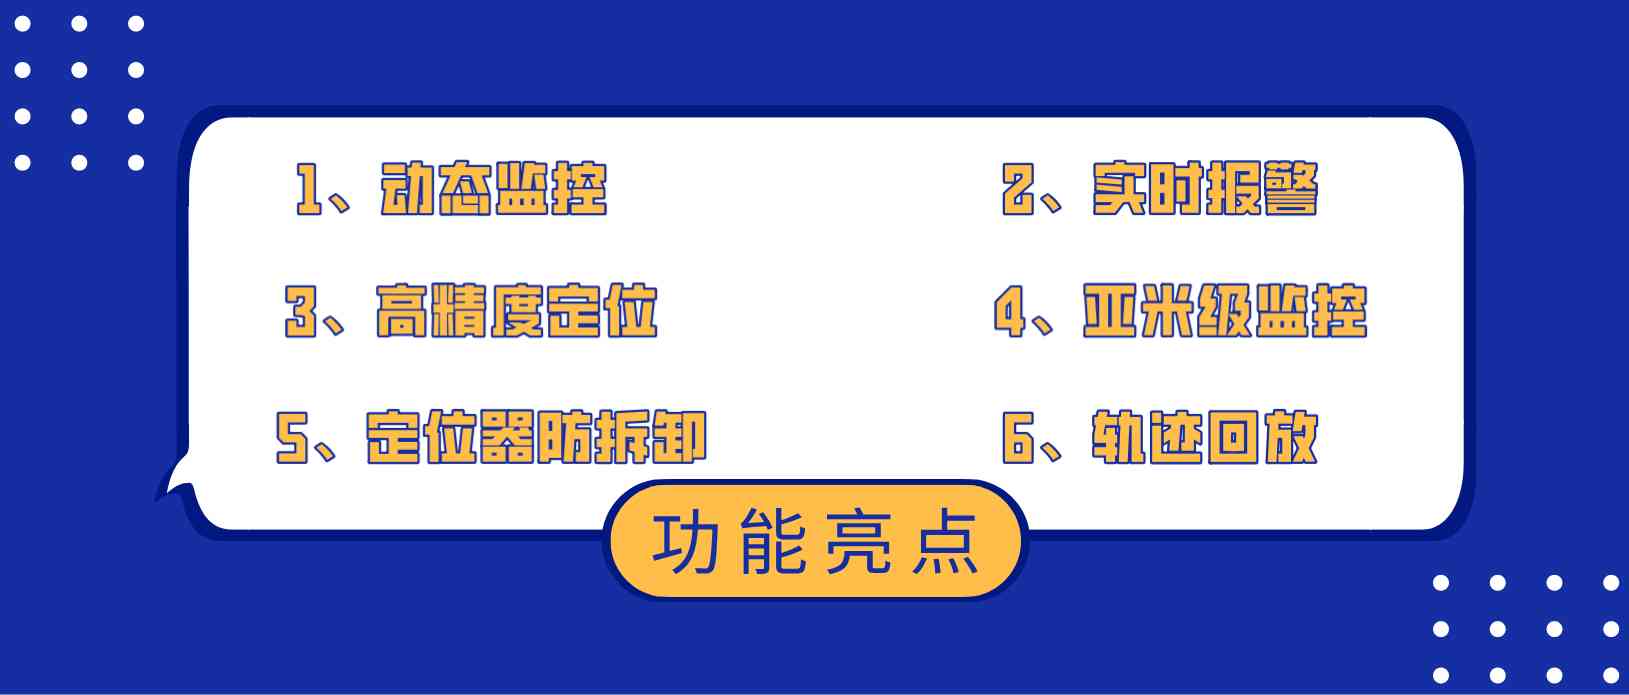 1、动态监控
2、实时报警
3、高精度定位
4、亚米级监控
5、定位器防拆卸
6、轨迹回放
功能亮点